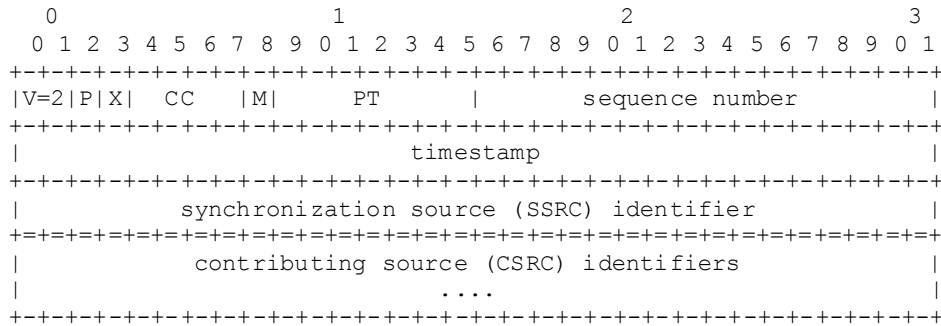 0                   1                   2                   3
0 1 2 3 4 5 6 7 8 9 0 1 2 3 4 5 6 7 8 9 0 1 2 3 4 5 6 7 8 9 0 1
+-+-+-+-+-+-+-+-+-+-+-+-+-+-+-+-+-+-+-+-+-+-+-+-+-+-+-+-+-+-+-+-+
|V=2|P|X|  CC   |M|     PT      |       sequence number         |
+-+-+-+-+-+-+-+-+-+-+-+-+-+-+-+-+-+-+-+-+-+-+-+-+-+-+-+-+-+-+-+-+
|                           timestamp                           |
+-+-+-+-+-+-+-+-+-+-+-+-+-+-+-+-+-+-+-+-+-+-+-+-+-+-+-+-+-+-+-+-+
|           synchronization source (SSRC) identifier            |
+=+=+=+=+=+=+=+=+=+=+=+=+=+=+=+=+=+=+=+=+=+=+=+=+=+=+=+=+=+=+=+=+
|            contributing source (CSRC) identifiers             |
|                             ....                              |
+-+-+-+-+-+-+-+-+-+-+-+-+-+-+-+-+-+-+-+-+-+-+-+-+-+-+-+-+-+-+-+-+